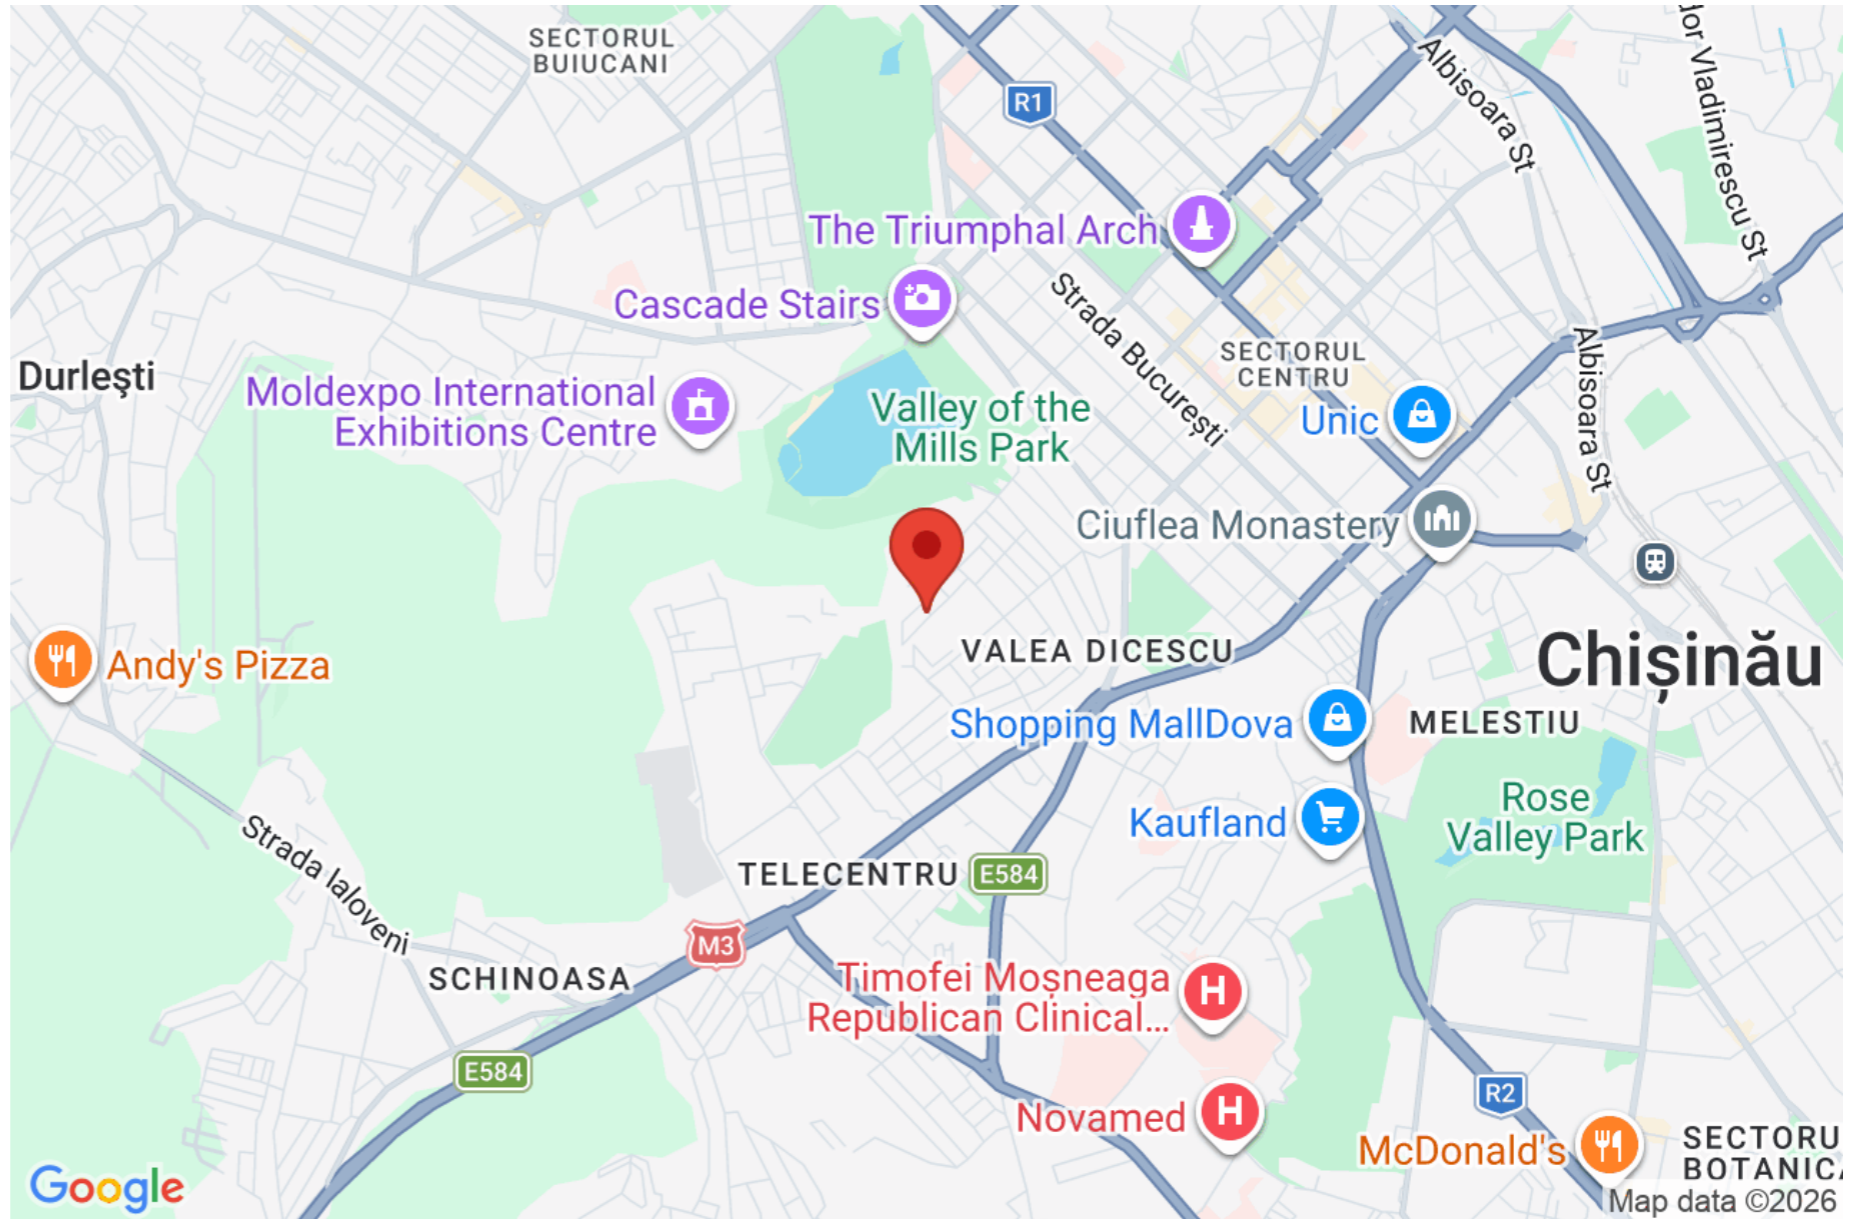 SECTORUL
BUIUCANI
R1
Albisoara St
dor Vladimirescu St
The Triumphal Arch
Cascade Stairs
Strada București
SECTORUL
CENTRU
Albisoara St
Durlești
Moldexpo International
Exhibitions Centre
Valley of the
Mills Park
Unic
Ciuflea Monastery
Andy's Pizza
VALEA DICESCU
Chișinău
Shopping MallDova
MELESTIU
Rose
Valley Park
Kaufland
Strada Ialoveni
TELECENTRU
E584
M3
SCHINOASA
Timofei Moșneaga
Republican Clinical...
E584
R2
Novamed
McDonald's
SECTORU
BOTANICA
Google
Map data ©2026